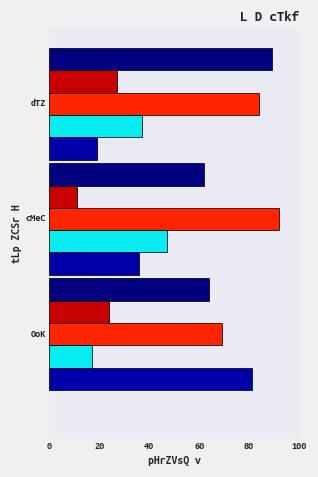 L D cTkf
dTZ
cMeC
OoK
tLp ZCSr H
0 20 40 60 80 100
pHrZVsQ v